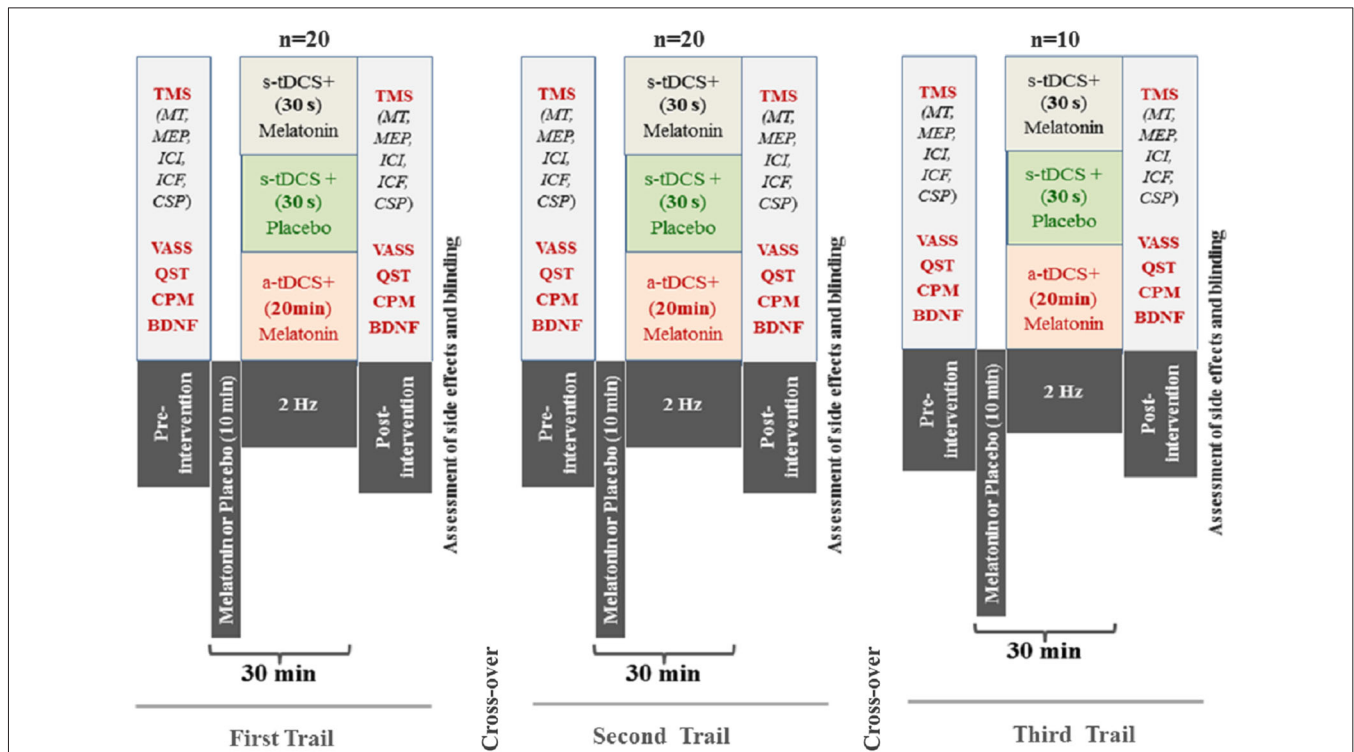 n=20
TMS
(MT,
MEP,
ICI,
ICF,
CSP)
VASS
QST
CPM
BDNF
s-tDCS+
(30 s)
Melatonin
s-tDCS +
(30 s)
Placebo
a-tDCS+
(20min)
Melatonin
TMS
(MT,
MEP,
ICI,
ICF,
CSP)
VASS
QST
CPM
BDNF
Pre-
intervention
Melatonin or Placebo (10 min)
2 Hz
Post-
intervention
Assessment of side effects and blinding
30 min
First Trail
Cross-over
n=20
TMS
(MT,
MEP,
ICI,
ICF,
CSP)
VASS
QST
CPM
BDNF
s-tDCS+
(30 s)
Melatonin
s-tDCS +
(30 s)
Placebo
a-tDCS+
(20min)
Melatonin
TMS
(MT,
MEP,
ICI,
ICF,
CSP)
VASS
QST
CPM
BDNF
Pre-
intervention
Melatonin or Placebo (10 min)
2 Hz
Post-
intervention
Assessment of side effects and blinding
30 min
Second Trail
Cross-over
n=10
TMS
(MT,
MEP,
ICI,
ICF,
CSP)
VASS
QST
CPM
BDNF
s-tDCS+
(30 s)
Melatonin
s-tDCS +
(30 s)
Placebo
a-tDCS+
(20min)
Melatonin
TMS
(MT,
MEP,
ICI,
ICF,
CSP)
VASS
QST
CPM
BDNF
Pre-
intervention
Melatonin or Placebo (10 min)
2 Hz
Post-
intervention
Assessment of side effects and blinding
30 min
Third Trail